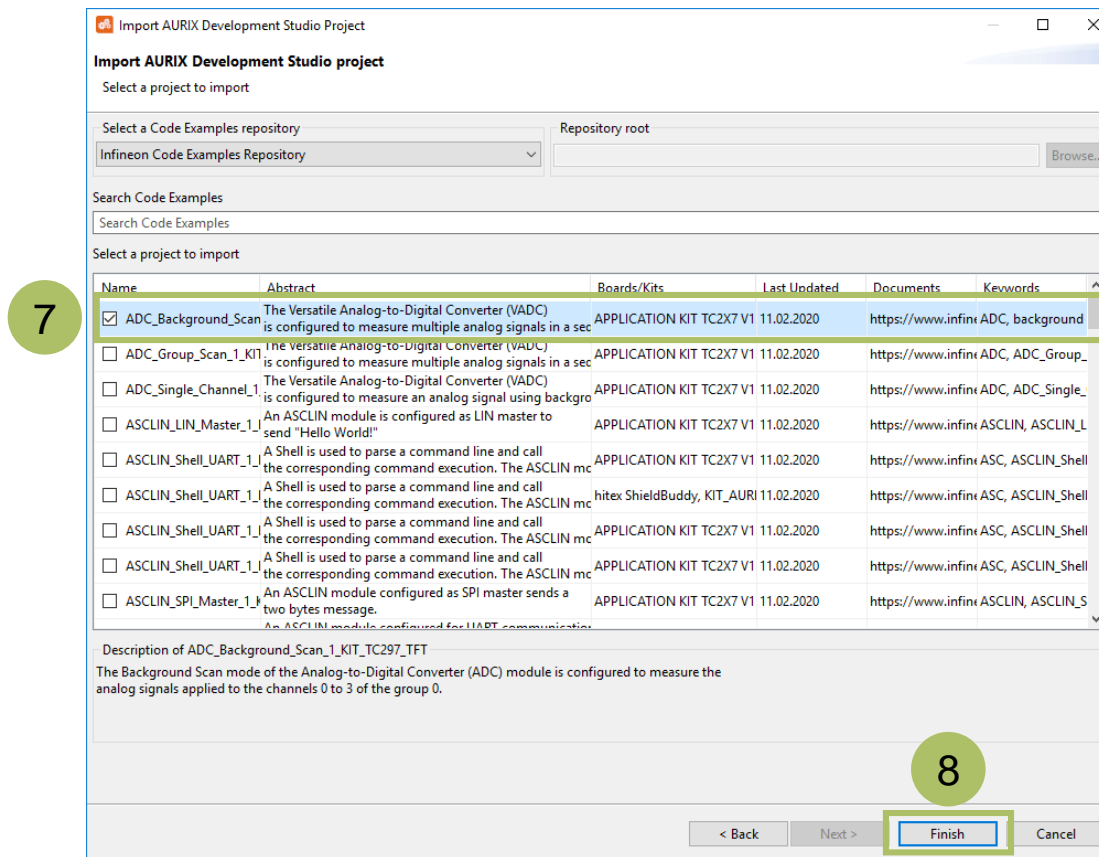 Import AURIX Development Studio Project
Import AURIX Development Studio project
Select a project to import
Select a Code Examples repository
Repository root
Infineon Code Examples Repository
Browse..
Search Code Examples
Search Code Examples
Select a project to import
Name Abstract Boards/Kits Last Updated Documents Keywords
7
ADC_Background_Scan The Versatile Analog-to-Digital Converter (VADC)
is configured to measure multiple analog signals in a sec APPLICATION KIT TC2X7 V1 11.02.2020 https://www.infine ADC, background
ADC_Group_Scan_1_KIT The Versatile Analog-to-Digital Converter (VADC)
is configured to measure multiple analog signals in a sec APPLICATION KIT TC2X7 V1 11.02.2020 https://www.infine ADC, ADC_Group_
ADC_Single_Channel_1_ The Versatile Analog-to-Digital Converter (VADC)
is configured to measure an analog signal using backgro APPLICATION KIT TC2X7 V1 11.02.2020 https://www.infine ADC, ADC_Single_
ASCLIN_LIN_Master_1_ An ASCLIN module is configured as LIN master to
send "Hello World!" APPLICATION KIT TC2X7 V1 11.02.2020 https://www.infine ASCLIN, ASCLIN_L
ASCLIN_Shell_UART_1_ A Shell is used to parse a command line and call
the corresponding command execution. The ASCLIN mo APPLICATION KIT TC2X7 V1 11.02.2020 https://www.infine ASC, ASCLIN_Shell
ASCLIN_Shell_UART_1_ A Shell is used to parse a command line and call
the corresponding command execution. The ASCLIN mo hitex ShieldBuddy, KIT_AURI 11.02.2020 https://www.infine ASC, ASCLIN_Shell
ASCLIN_Shell_UART_1_ A Shell is used to parse a command line and call
the corresponding command execution. The ASCLIN mo APPLICATION KIT TC2X7 V1 11.02.2020 https://www.infine ASC, ASCLIN_Shell
ASCLIN_Shell_UART_1_ A Shell is used to parse a command line and call
the corresponding command execution. The ASCLIN mo APPLICATION KIT TC2X7 V1 11.02.2020 https://www.infine ASC, ASCLIN_Shell
ASCLIN_SPI_Master_1_K An ASCLIN module configured as SPI master sends a
two bytes message. APPLICATION KIT TC2X7 V1 11.02.2020 https://www.infine ASCLIN, ASCLIN_S
An ASCLIN module configured for UART communication
Description of ADC_Background_Scan_1_KIT_TC297_TFT
The Background Scan mode of the Analog-to-Digital Converter (ADC) module is configured to measure the
analog signals applied to the channels 0 to 3 of the group 0.
8
< Back Next > Finish Cancel